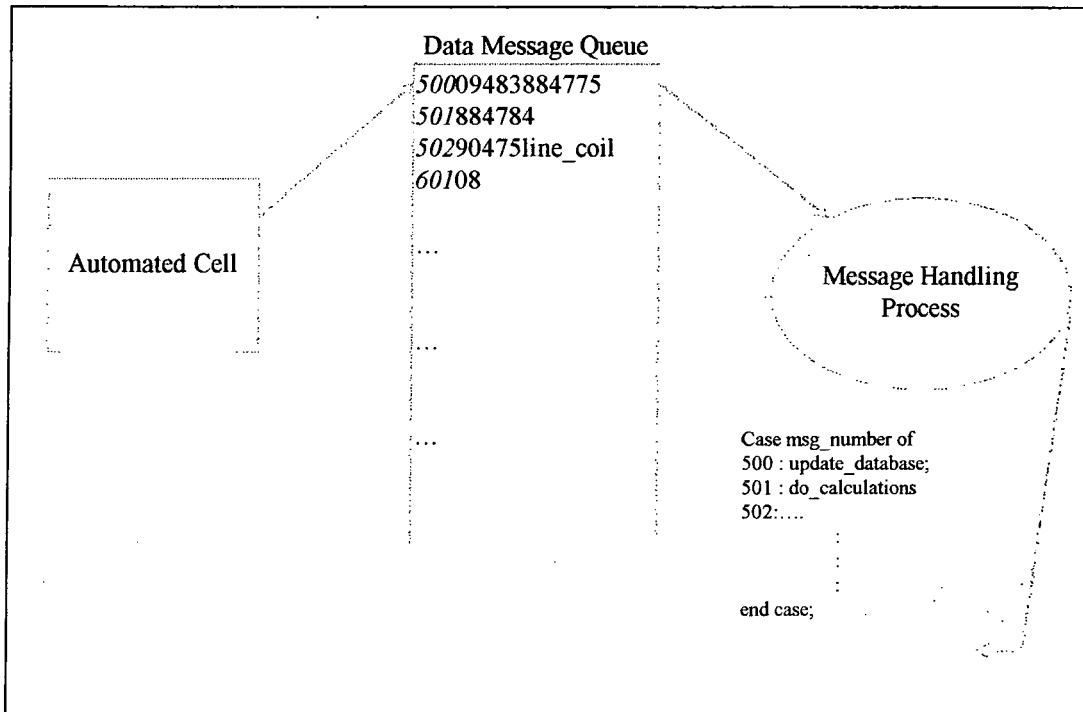 Data Message Queue
50009483884775
501884784
50290475line_coil
60108
...
...
...
Automated Cell
Message Handling
Process
Case msg_number of
500 : update_database;
501 : do_calculations
502:....
end case;